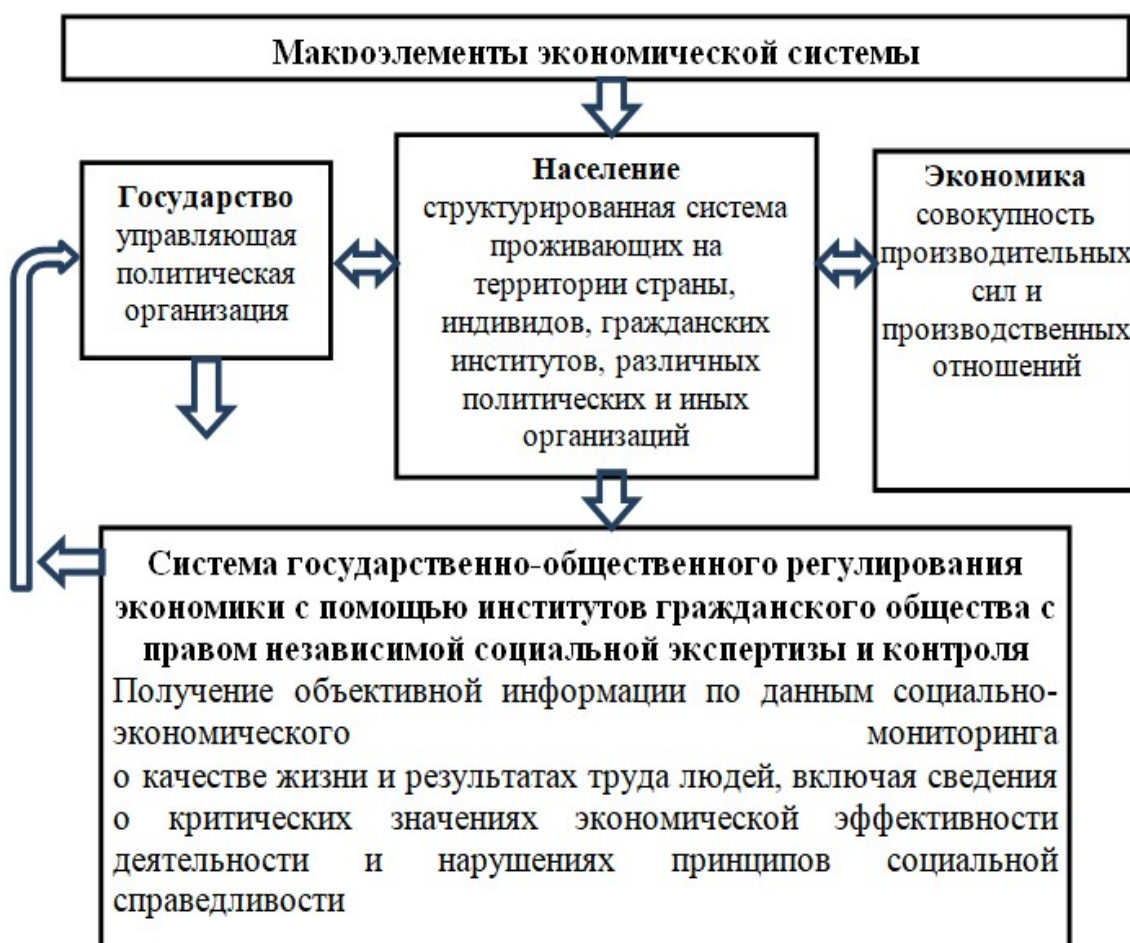 Макроэлементы экономической системы
Государство
управляющая
политическая
организация
Население
структурированная система
проживающих на
территории страны,
индивидов, гражданских
институтов, различных
политических и иных
организаций
Экономика
совокупность
производительных
сил и
производственных
отношений
Система государственно-общественного регулирования
экономики с помощью институтов гражданского общества с
правом независимой социальной экспертизы и контроля
Получение объективной информации по данным социально-
экономического мониторинга
о качестве жизни и результатах труда людей, включая сведения
о критических значениях экономической эффективности
деятельности и нарушениях принципов социальной
справедливости